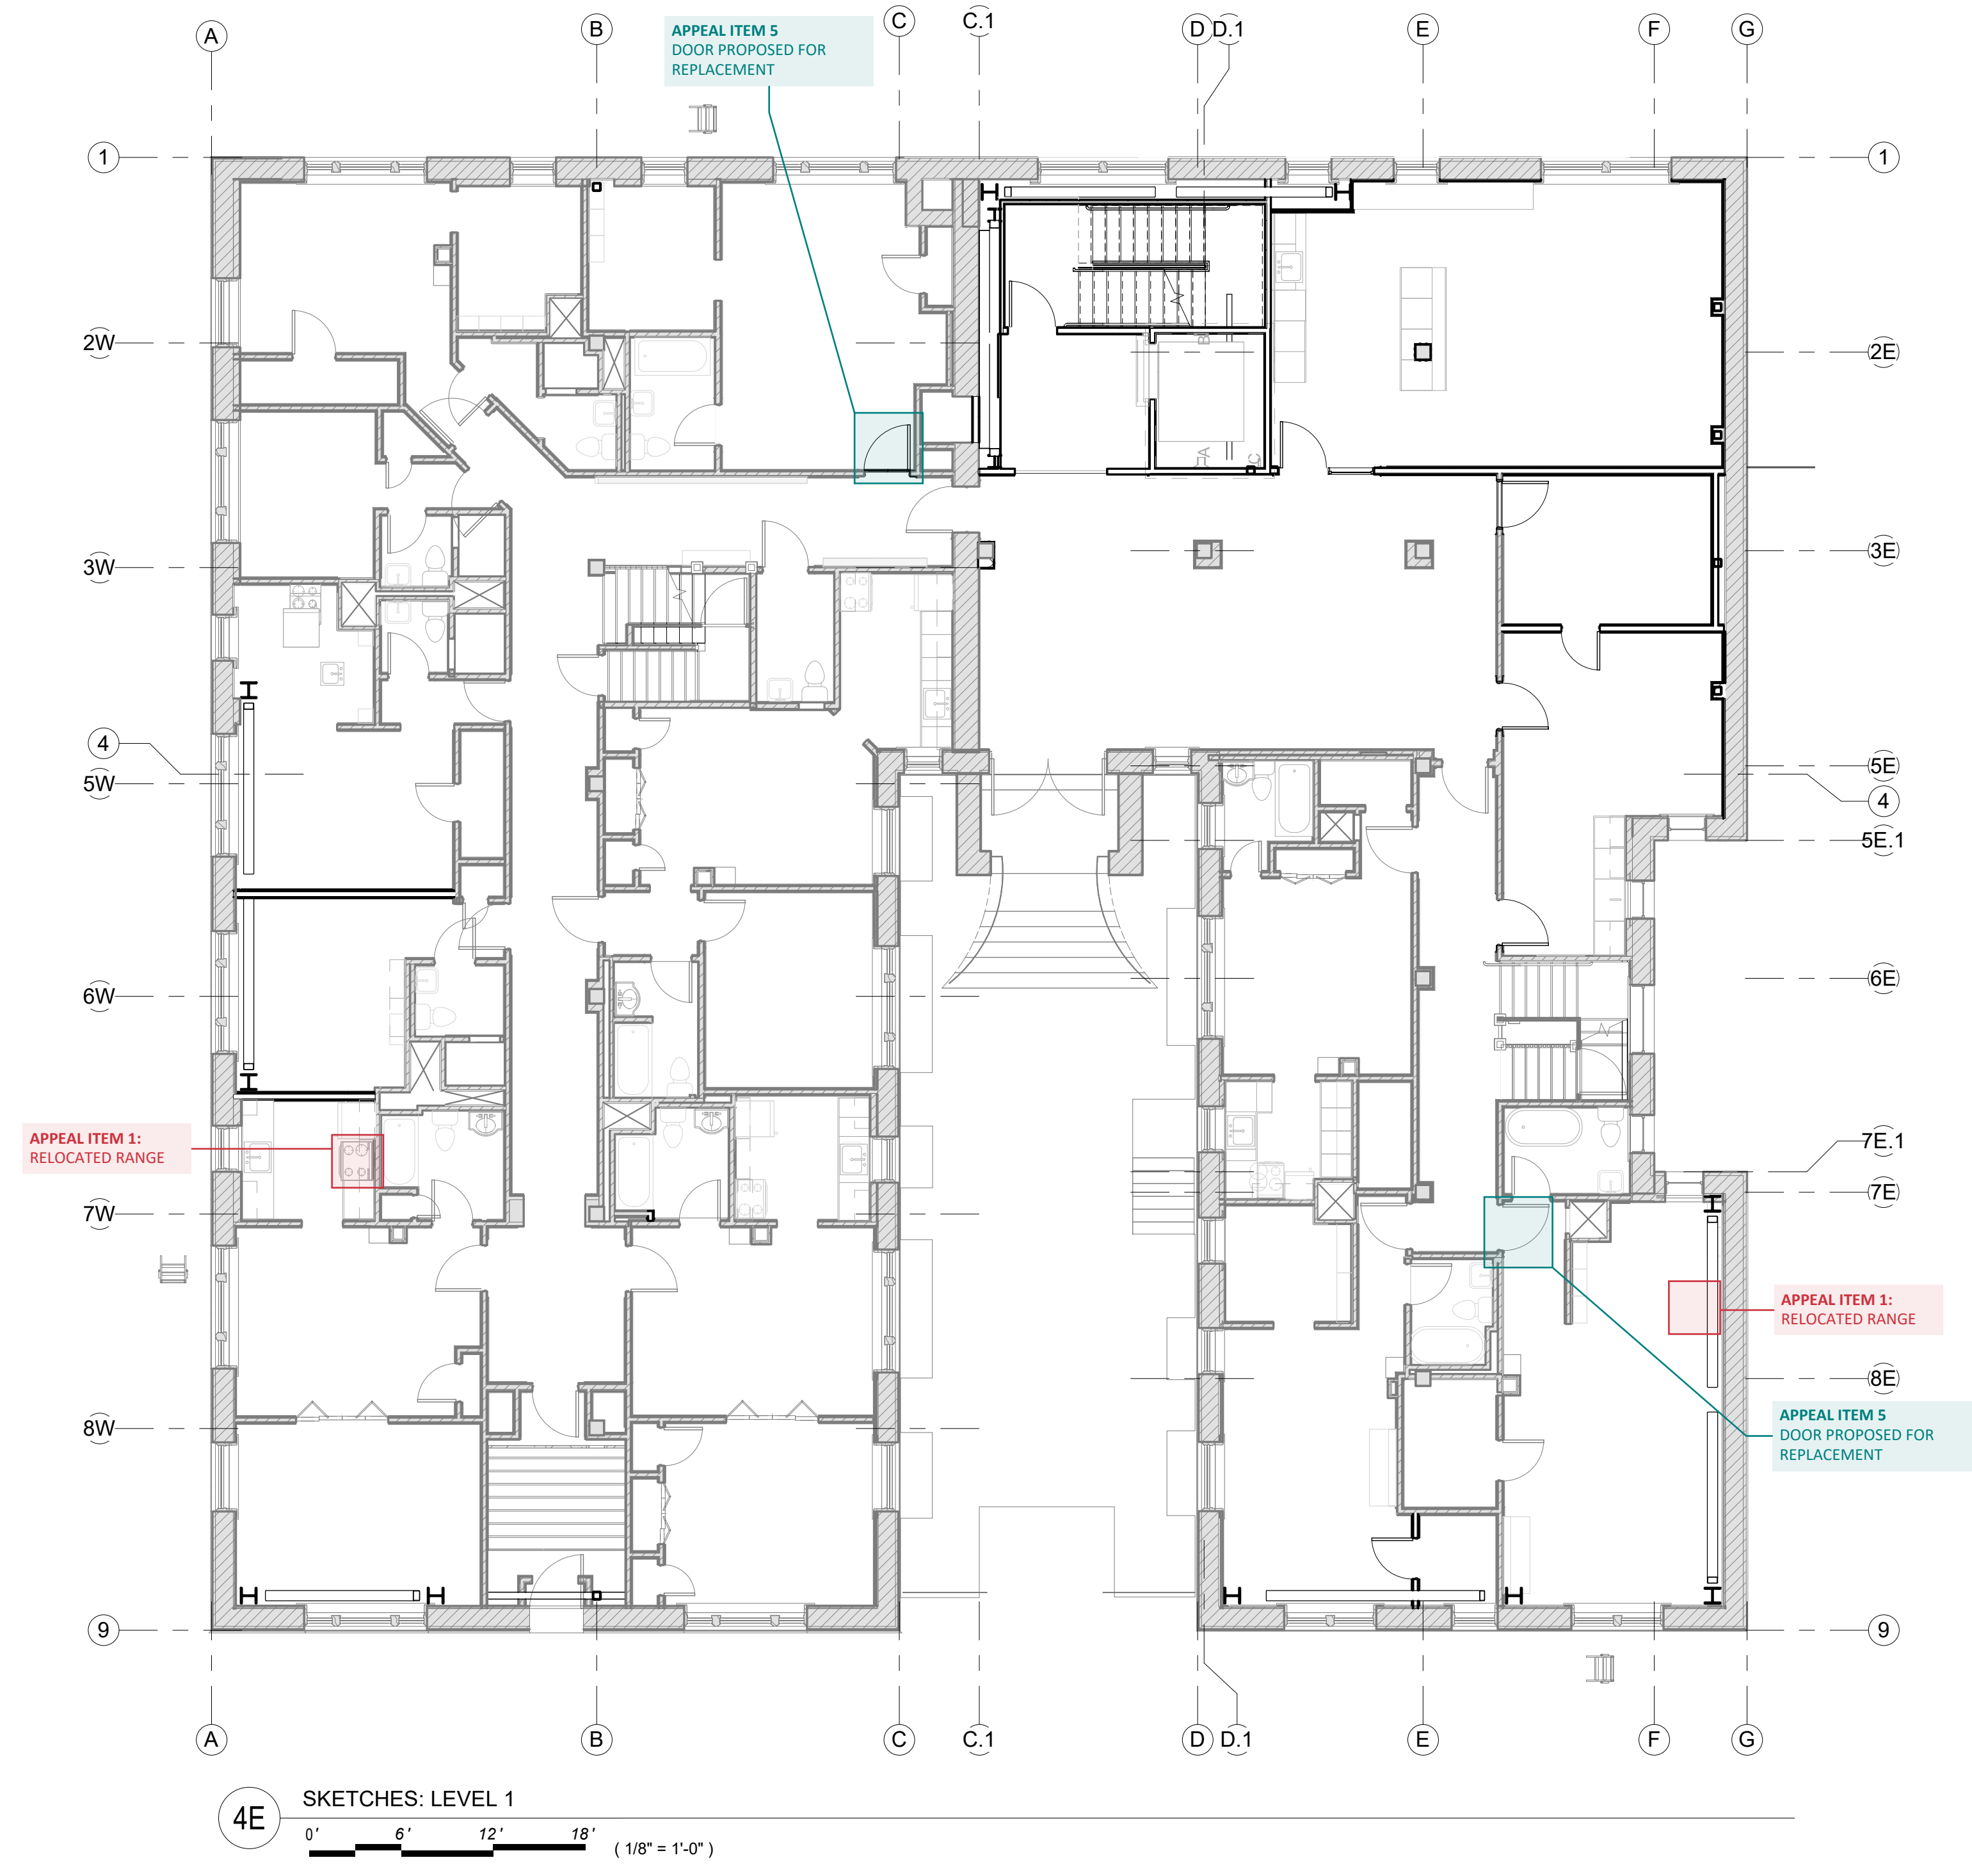 A
B
APPEAL ITEM 5
DOOR PROPOSED FOR
REPLACEMENT
C
C.1
D
D.1
E
F
G
1
1
2W
2E
B
A
C
3W
3E
4
5W
5E
4
5E.1
6W
6E
APPEAL ITEM 1:
RELOCATED RANGE
7E.1
7W
7E
APPEAL ITEM 1:
RELOCATED RANGE
8E
8W
APPEAL ITEM 5
DOOR PROPOSED FOR
REPLACEMENT
9
9
A
B
C
C.1
D
D.1
E
F
G
4E
SKETCHES: LEVEL 1
0' 6' 12' 18'
( 1/8" = 1'-0" )